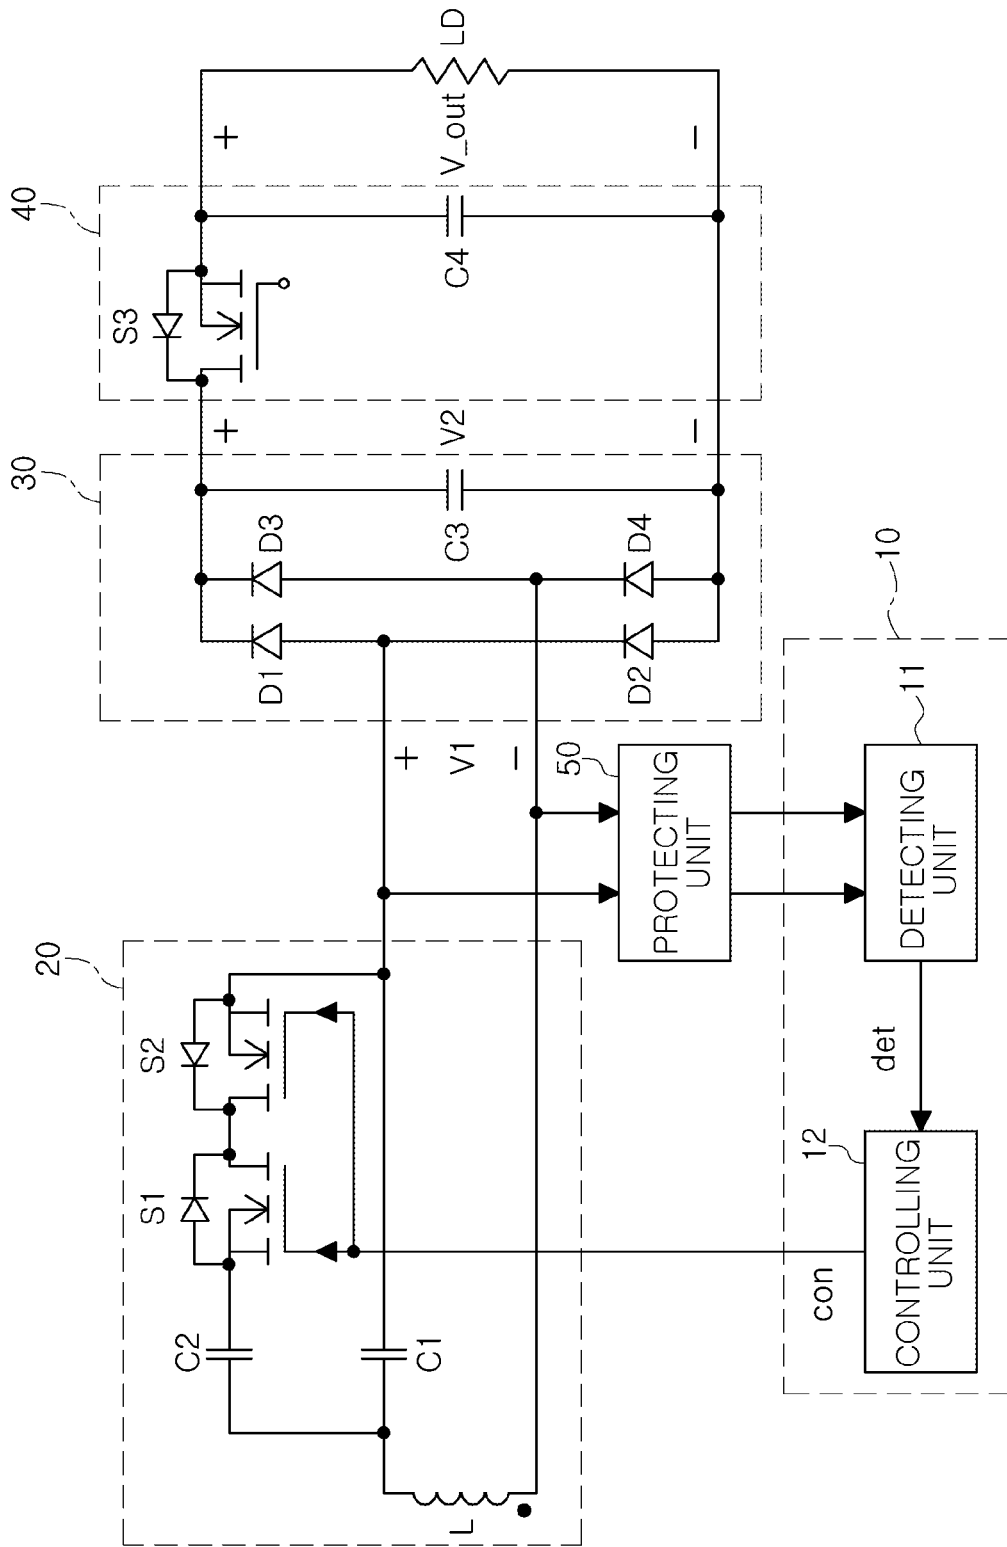 20
S1
S2
C2
C1
L
30
D1
D3
C3
D2
D4
V1
+
−
40
S3
C4
+
V2
−
+
V_out
−
LD
50
PROTECTING
UNIT
10
11
DETECTING
UNIT
det
12
CONTROLLING
UNIT
con